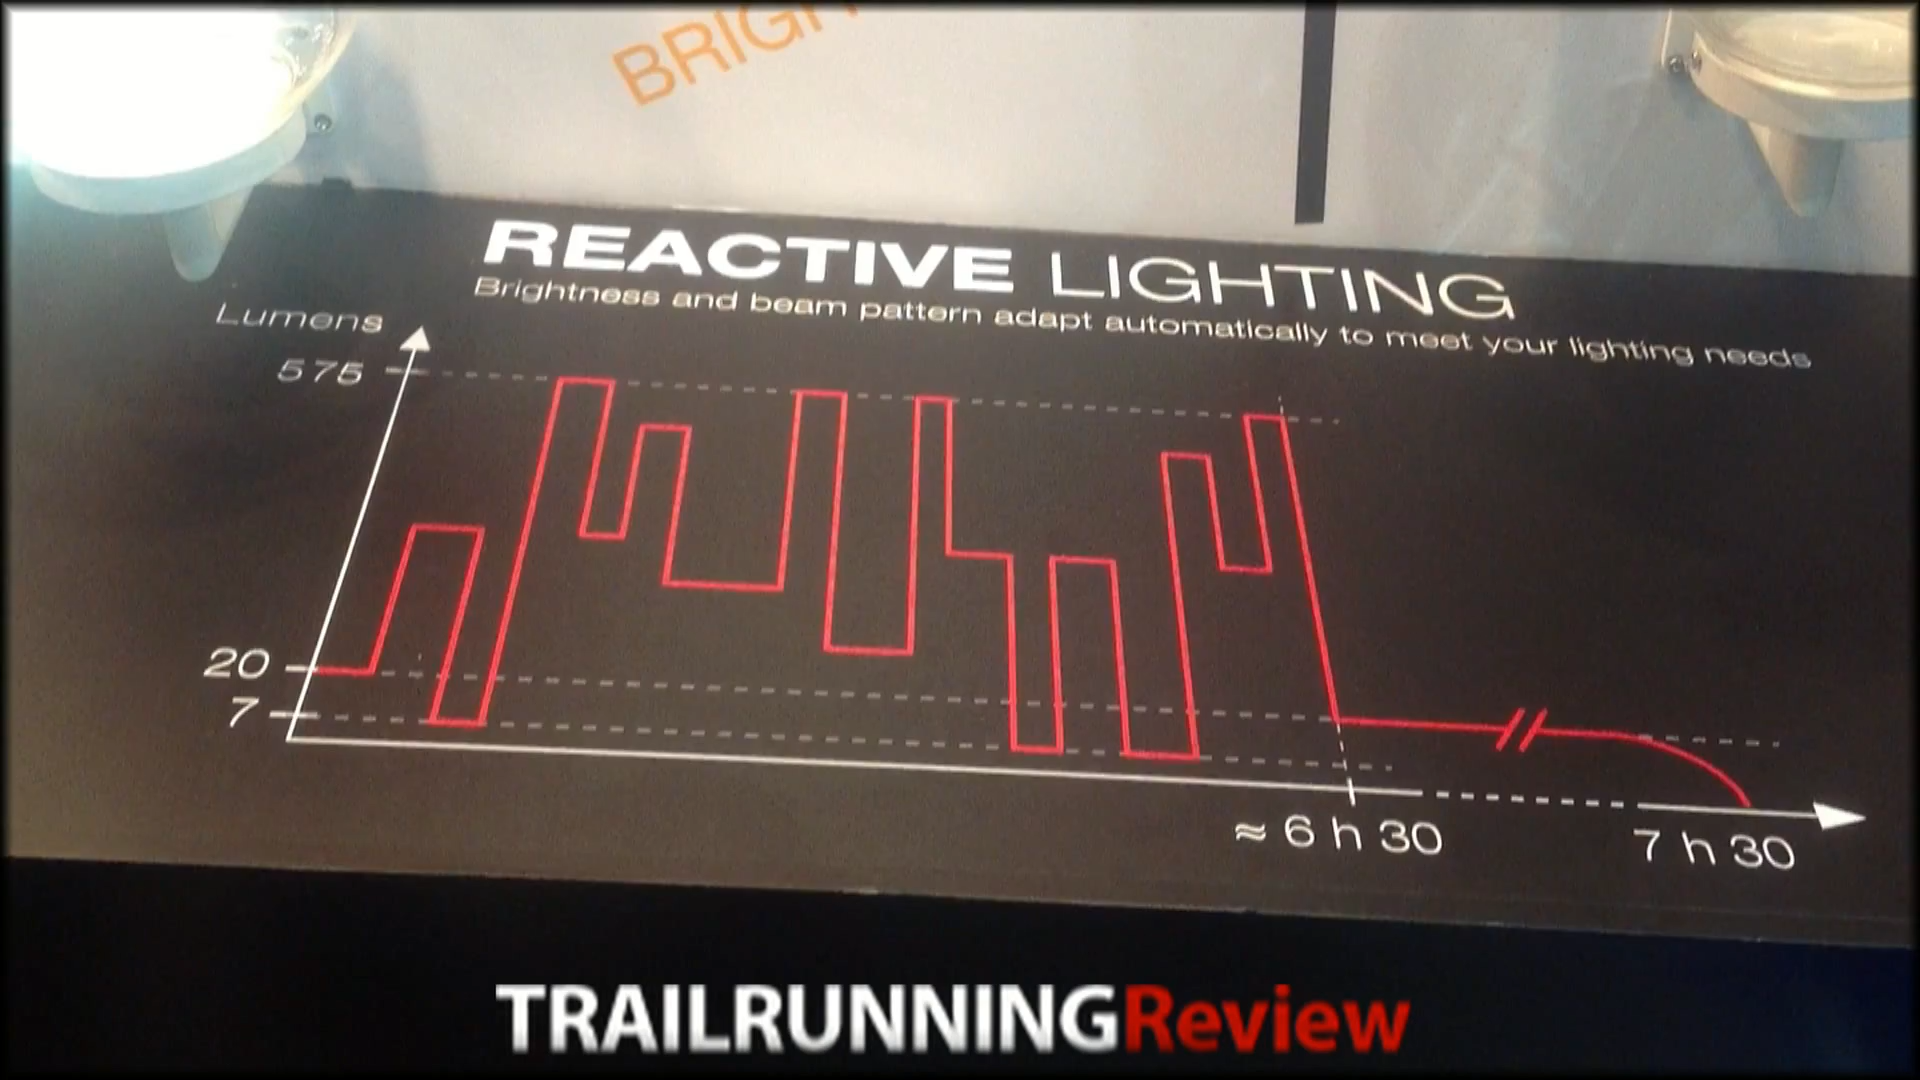 BRIGH
REACTIVE LIGHTING
Brightness and beam pattern adapt automatically to meet your lighting needs
Lumens
575
20
7
≈ 6 h 30
7 h 30
TRAILRUNNINGReview